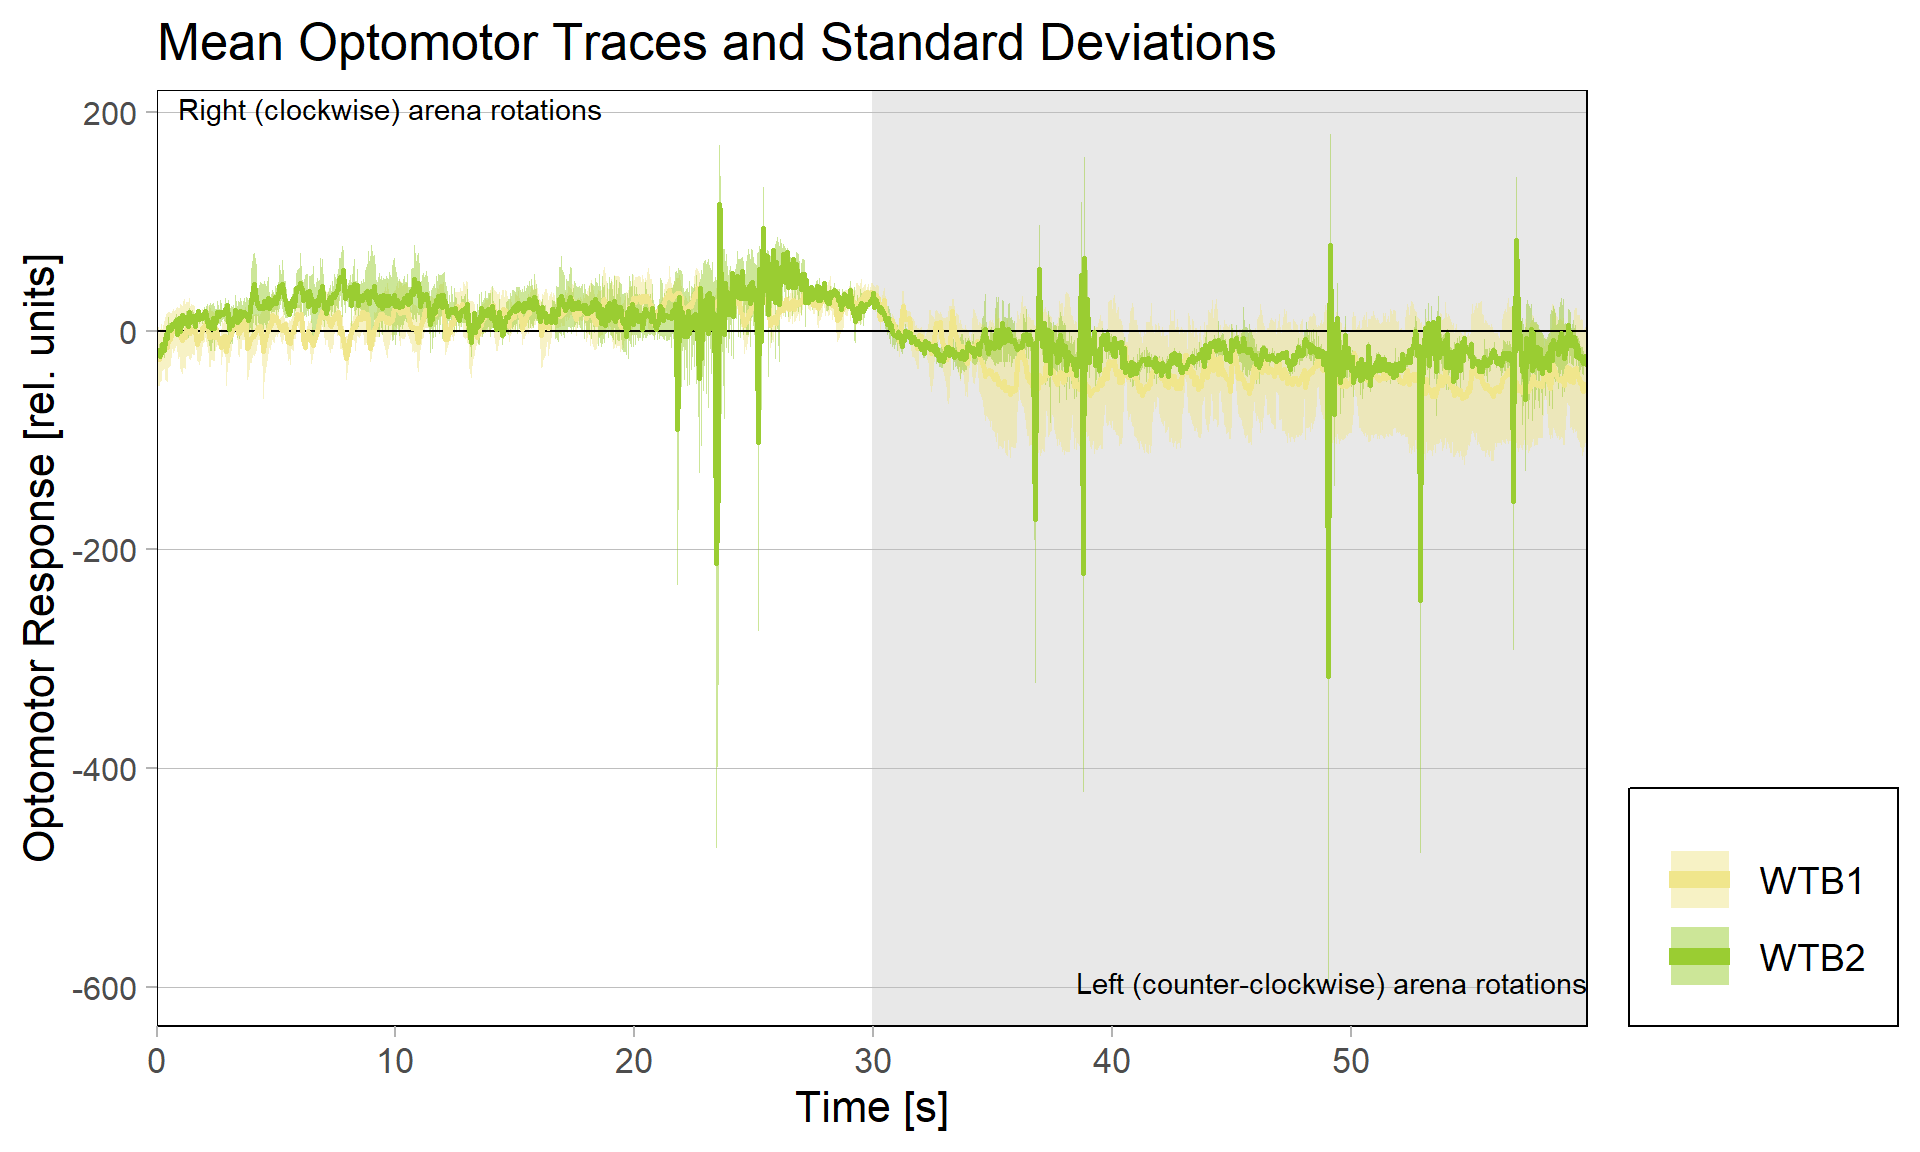 Mean Optomotor Traces and Standard Deviations
Right (clockwise) arena rotations
200
0
-200
-400
-600
Optomotor Response [rel. units]
Left (counter-clockwise) arena rotations
0 10 20 30 40 50
Time [s]
WTB1
WTB2